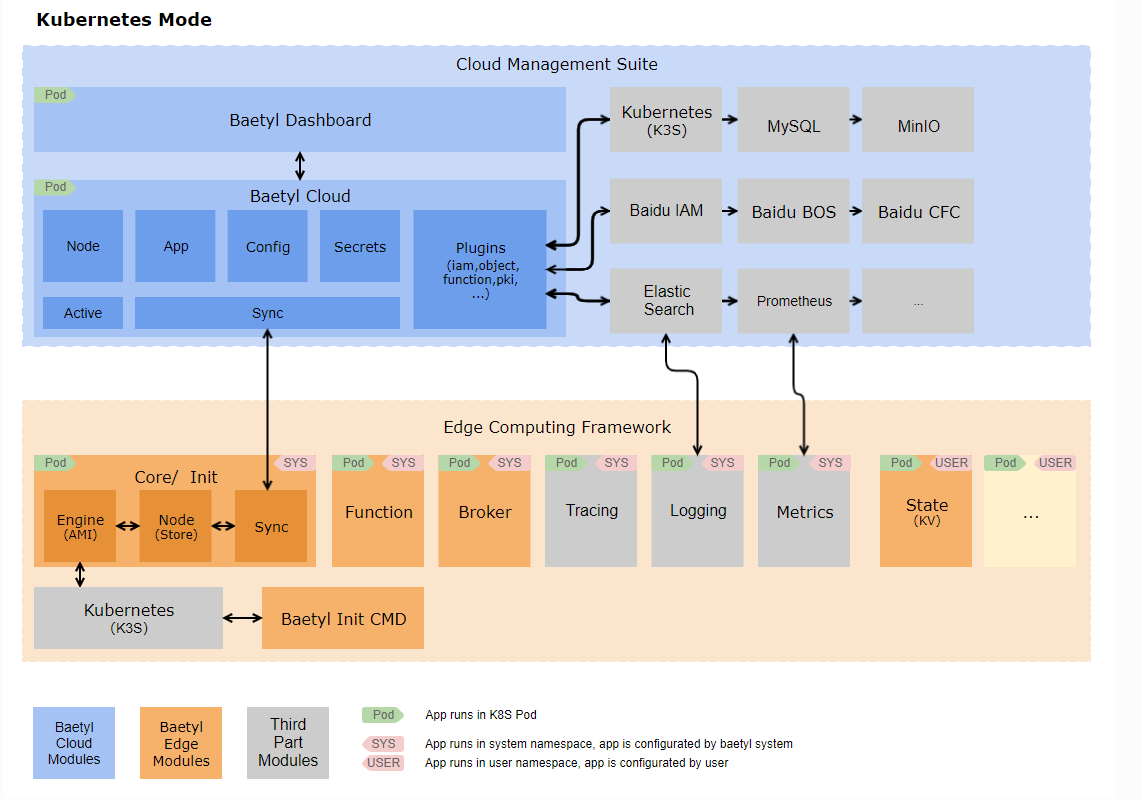 Kubernetes Mode
Cloud Management Suite
Pod
Baetyl Dashboard
Kubernetes
(K3S)
MySQL
MinIO
Pod
Baetyl Cloud
Node
App
Config
Secrets
Plugins
(iam,object,
function,pki,
...)
Active
Sync
Baidu IAM
Baidu BOS
Baidu CFC
Elastic
Search
Prometheus
...
Edge Computing Framework
Pod
SYS
Core/ Init
Engine
(AMI)
Node
(Store)
Sync
Pod
SYS
Function
Pod
SYS
Broker
Pod
SYS
Tracing
Pod
SYS
Logging
Pod
SYS
Metrics
Pod
USER
State
(KV)
Pod
USER
...
Kubernetes
(K3S)
Baetyl Init CMD
Baetyl
Cloud
Modules
Baetyl
Edge
Modules
Third
Part
Modules
Pod
App runs in K8S Pod
SYS
App runs in system namespace, app is configurated by baetyl system
USER
App runs in user namespace, app is configurated by user